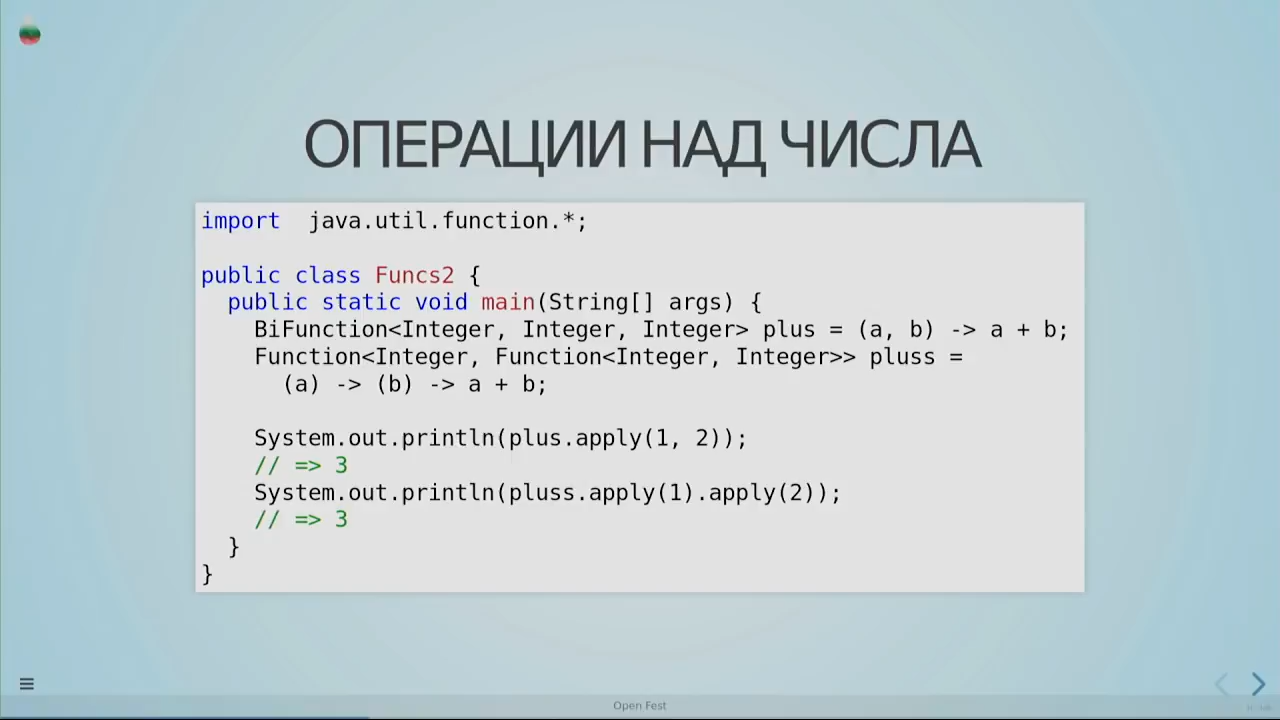 ОПЕРАЦИИ НАД ЧИСЛА
import  java.util.function.*;
public class Funcs2 {
  public static void main(String[] args) {
    BiFunction<Integer, Integer, Integer> plus = (a, b) -> a + b;
    Function<Integer, Function<Integer, Integer>> pluss =
      (a) -> (b) -> a + b;
    System.out.println(plus.apply(1, 2));
    // => 3
    System.out.println(pluss.apply(1).apply(2));
    // => 3
  }
}
Open Fest